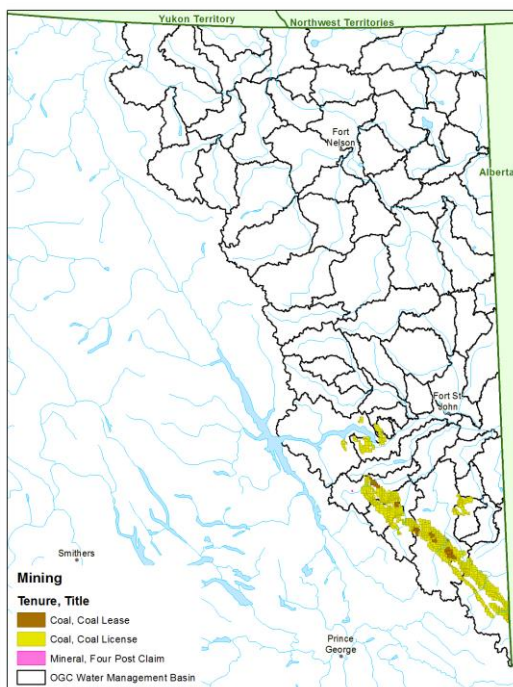 Yukon Territory
Northwest Territories
Fort
Nelson
Alberta
Fort St
John
Smithers
Prince
George
Mining
Tenure, Title
Coal, Coal Lease
Coal, Coal License
Mineral, Four Post Claim
OGC Water Management Basin